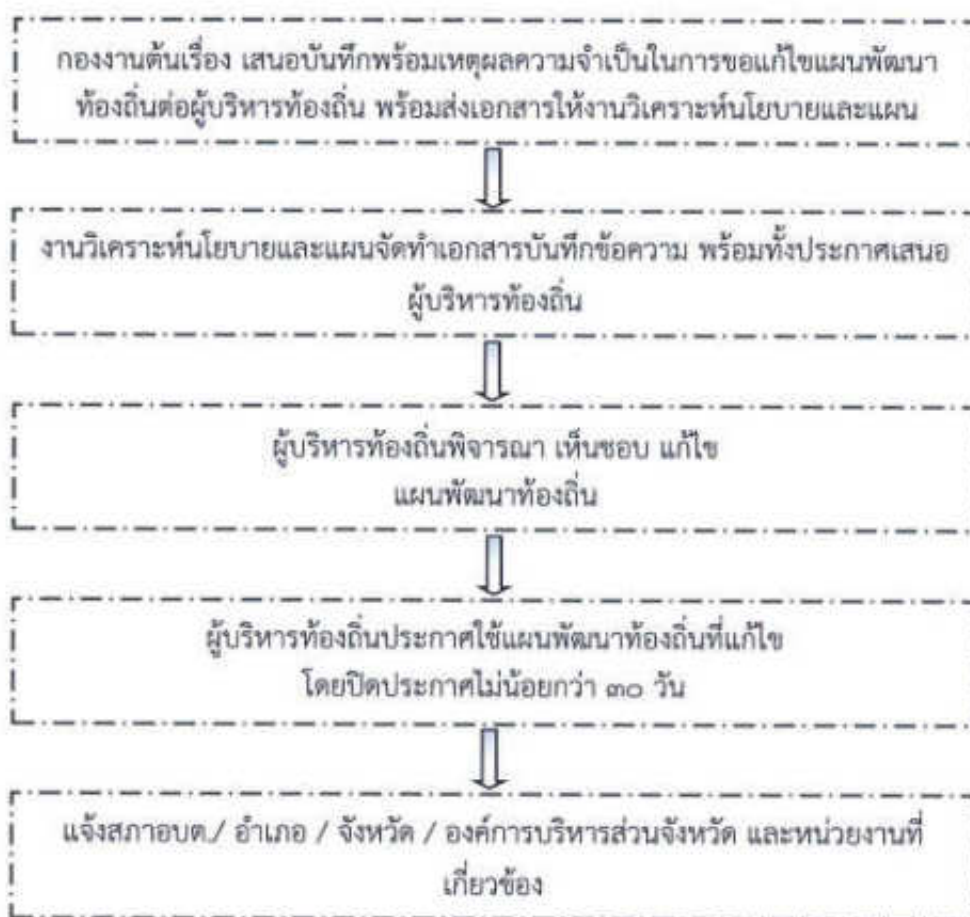 กองงานต้นเรื่อง เสนอบันทึกพร้อมเหตุผลความจำเป็นในการขอแก้ไขแผนพัฒนา
ท้องถิ่นต่อผู้บริหารท้องถิ่น พร้อมส่งเอกสารให้งานวิเคราะห์นโยบายและแผน
งานวิเคราะห์นโยบายและแผนจัดทำเอกสารบันทึกข้อความ พร้อมทั้งประกาศเสนอ
ผู้บริหารท้องถิ่น
ผู้บริหารท้องถิ่นพิจารณา เห็นชอบ แก้ไข
แผนพัฒนาท้องถิ่น
ผู้บริหารท้องถิ่นประกาศใช้แผนพัฒนาท้องถิ่นที่แก้ไข
โดยปิดประกาศไม่น้อยกว่า ๓๐ วัน
แจ้งสภาอบต./ อำเภอ / จังหวัด / องค์การบริหารส่วนจังหวัด และหน่วยงานที่
เกี่ยวข้อง